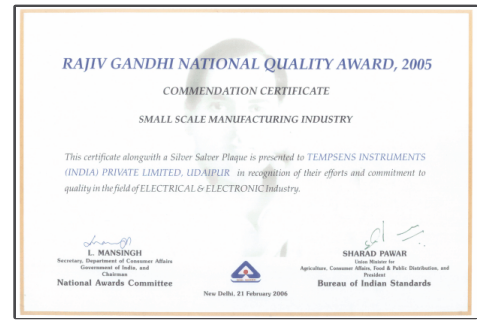 RAJIV GANDHI NATIONAL QUALITY AWARD, 2005
COMMENDATION CERTIFICATE
SMALL SCALE MANUFACTURING INDUSTRY
This certificate alongwith a Silver Salver Plaque is presented to TEMPSENS INSTRUMENTS
(INDIA) PRIVATE LIMITED, UDAIPUR in recognition of their efforts and commitment to
quality in the field of ELECTRICAL & ELECTRONIC Industry.
L. MANSINGH
Secretary, Department of Consumer Affairs
Government of India, and
Chairman
National Awards Committee
New Delhi, 21 February 2006
SHARAD PAWAR
Union Minister for
Agriculture, Consumer Affairs, Food & Public Distribution, and
President
Bureau of Indian Standards